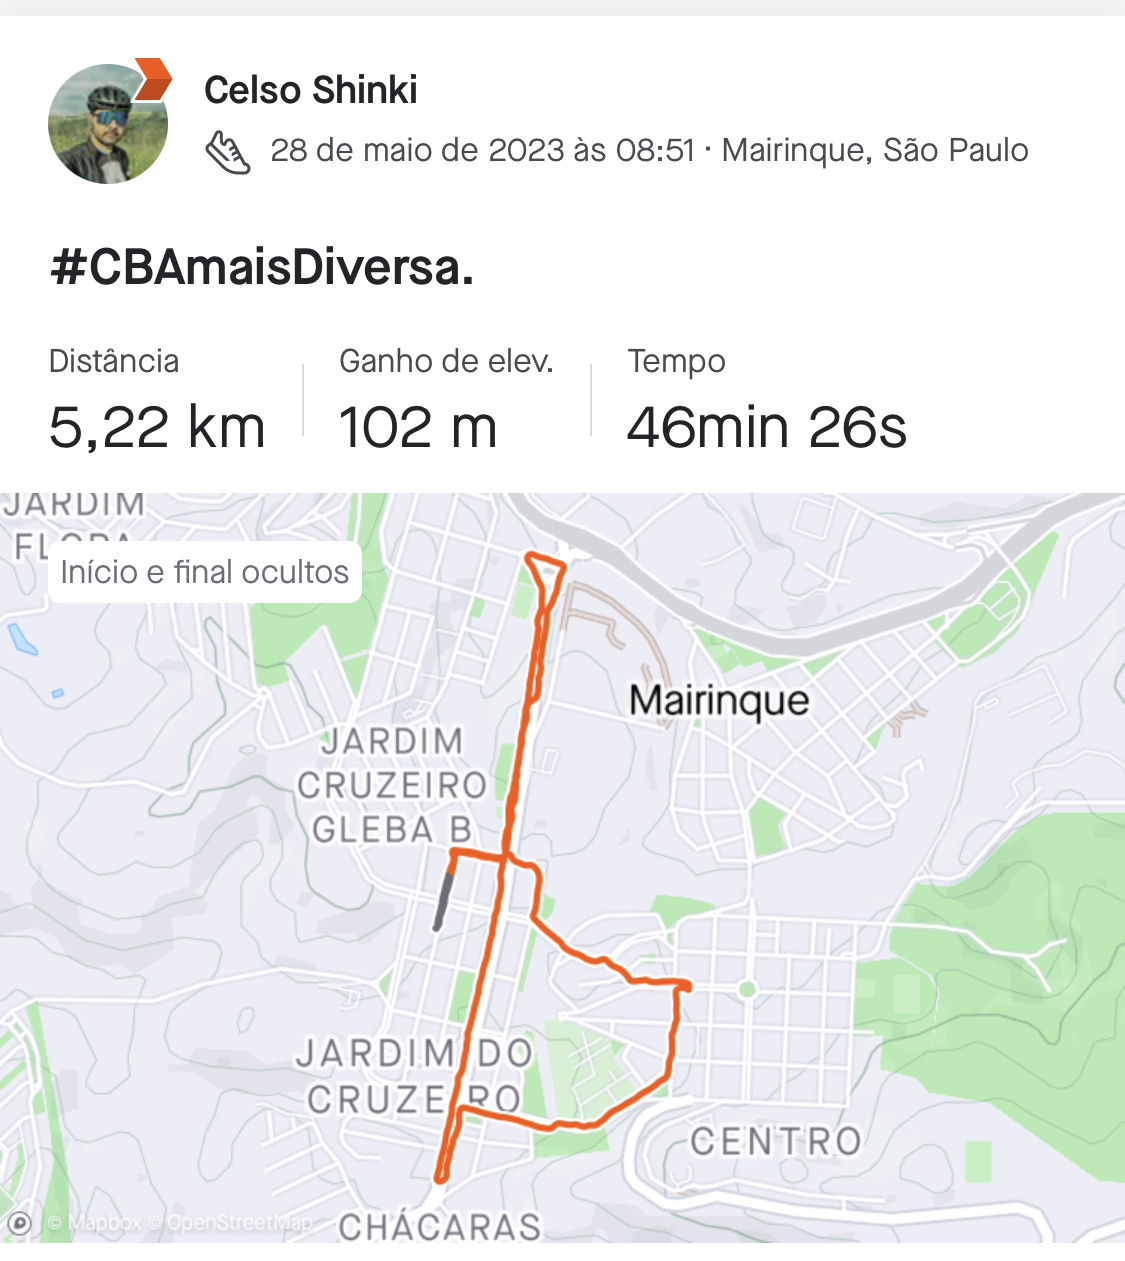 Celso Shinki
28 de maio de 2023 às 08:51 · Mairinque, São Paulo
#CBAmaisDiversa.
Distância
Ganho de elev.
Tempo
5,22 km
102 m
46min 26s
JARDIM
FLORA
Início e final ocultos
Mairinque
JARDIM
CRUZEIRO
GLEBA B
JARDIM DO
CRUZEIRO
CENTRO
CHÁCARAS
© Mapbox © OpenStreetMap